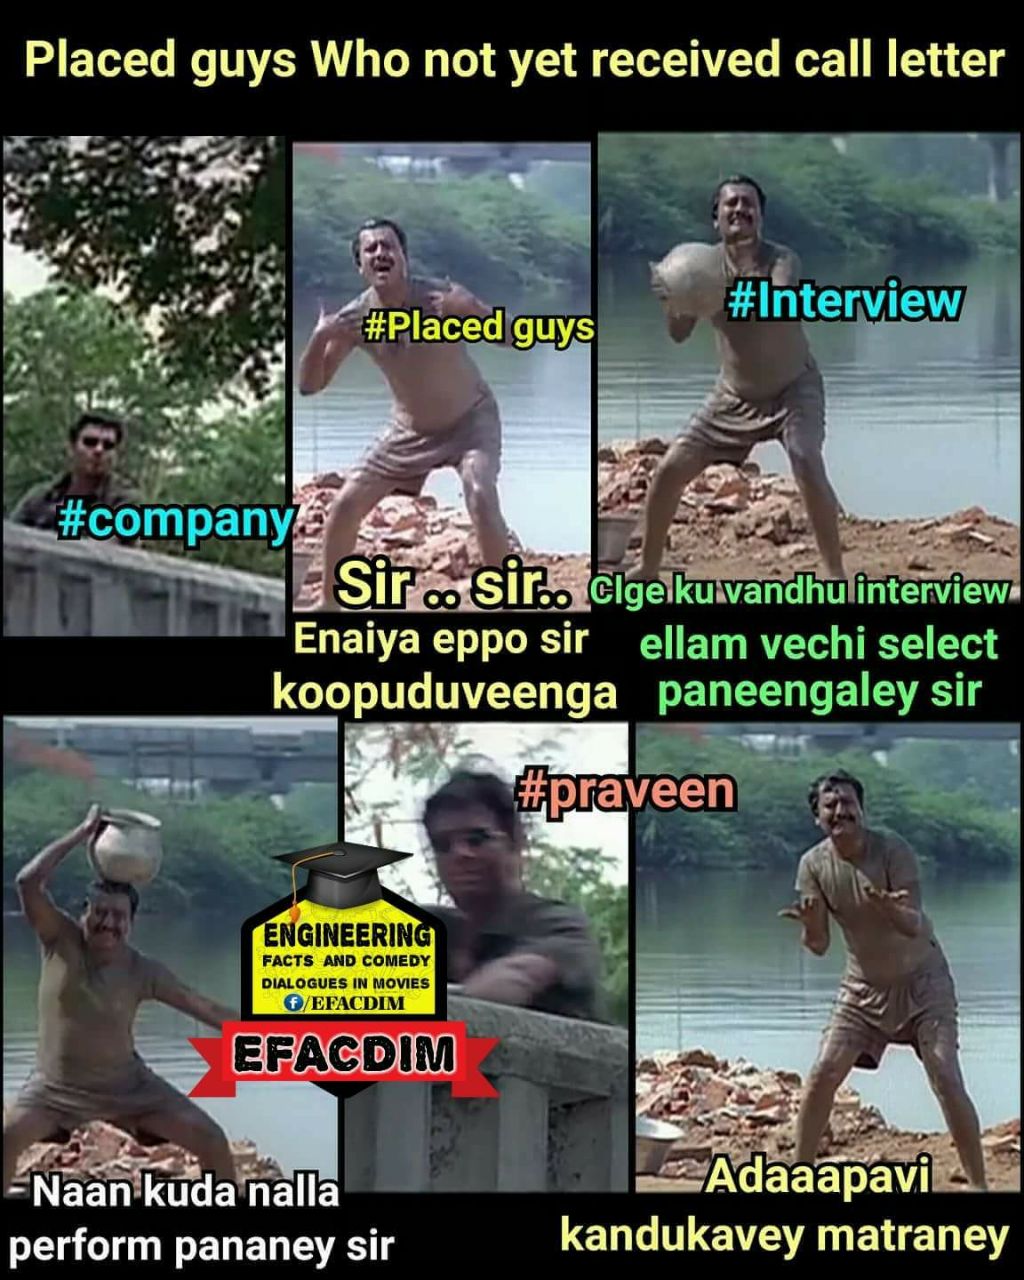 Placed guys Who not yet received call letter
#company
#Placed guys
Sir .. sir..
Enaiya eppo sir
koopuduveenga
#Interview
Clge ku vandhu interview
ellam vechi select
paneengaley sir
Naan kuda nalla
perform pananey sir
#praveen
ENGINEERING
FACTS AND COMEDY
DIALOGUES IN MOVIES
f/EFACDIM
EFACDIM
Adaaapavi
kandukavey matraney